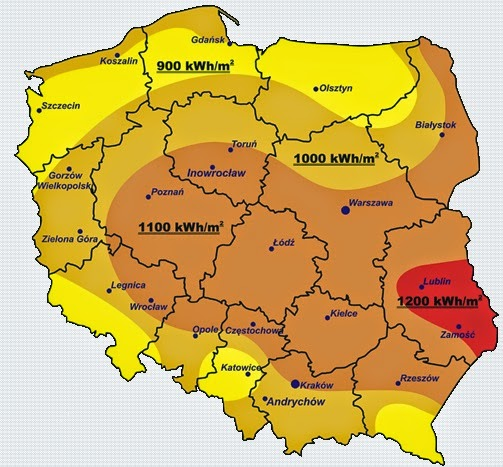 Gdańsk
Koszalin
900 kWh/m²
Olsztyn
Szczecin
Białystok
Toruń
1000 kWh/m²
Inowrocław
Gorzów
Wielkopolski
Poznań
Warszawa
1100 kWh/m²
Zielona Góra
Łódź
Lublin
Legnica
1200 kWh/m²
Wrocław
Kielce
Opole
Częstochowa
Zamość
Katowice
Kraków
Rzeszów
Andrychów